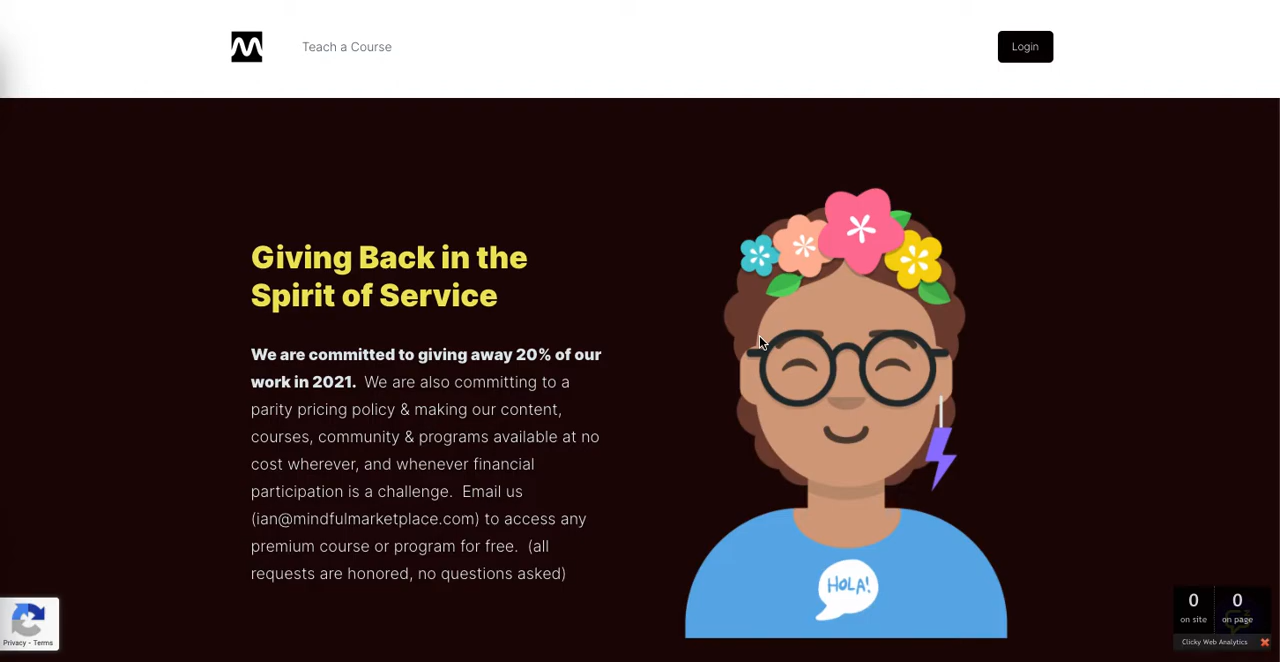 Teach a Course
Login
Giving Back in the
Spirit of Service
We are committed to giving away 20% of our
work in 2021. We are also committing to a
parity pricing policy & making our content,
courses, community & programs available at no
cost wherever, and whenever financial
participation is a challenge. Email us
(ian@mindfulmarketplace.com) to access any
premium course or program for free. (all
requests are honored, no questions asked)
HOLA!
Privacy - Terms
0 0
on site on page
Clicky Web Analytics